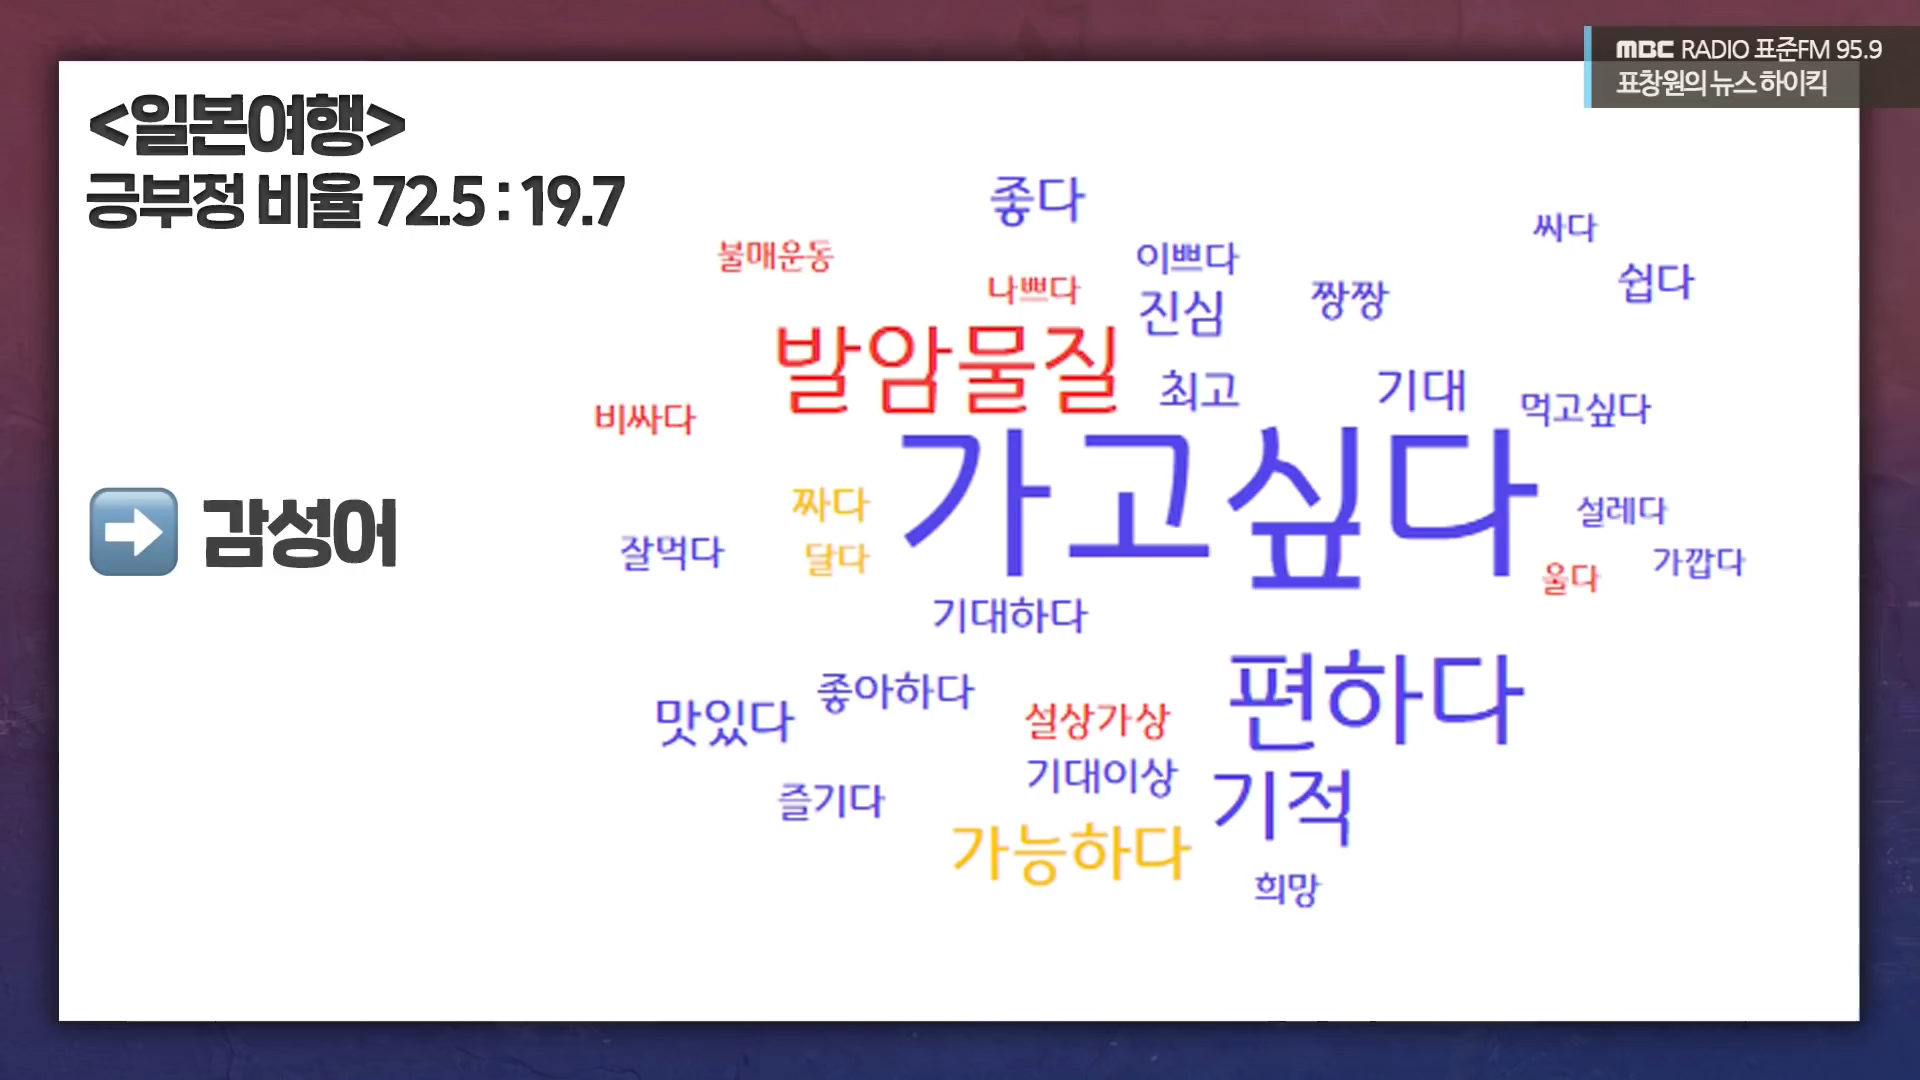 MBC RADIO 표준FM 95.9
표창원의 뉴스 하이킥
<일본여행>
긍부정 비율 72.5 : 19.7
좋다
싸다
불매운동
이쁘다
나쁘다
쉽다
짱짱
진심
발암물질
최고
기대
먹고싶다
비싸다
가고싶다
짜다
설레다
➡ 감성어
잘먹다
달다
가깝다
울다
기대하다
좋아하다
편하다
맛있다
설상가상
기대이상
즐기다
기적
가능하다
희망